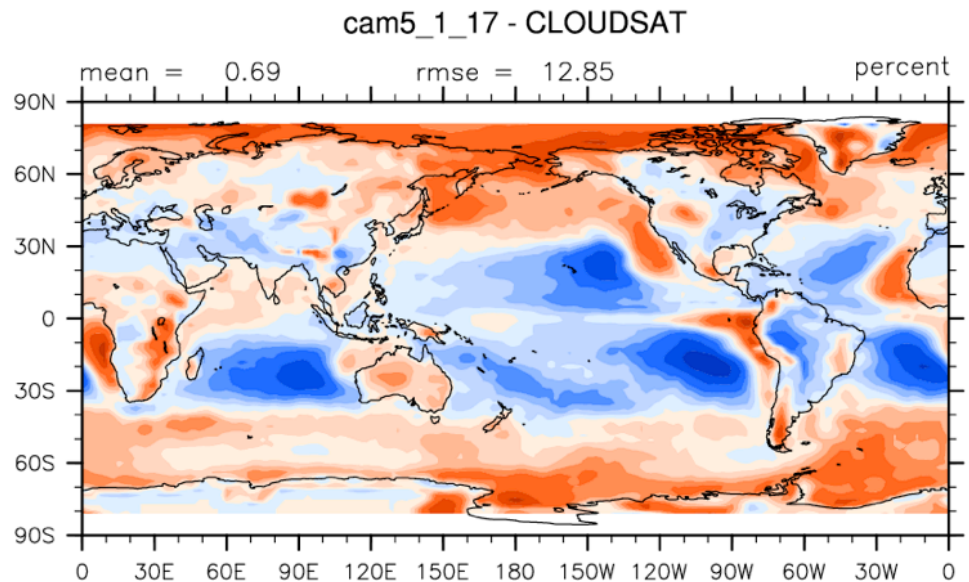 cam5_1_17 - CLOUDSAT
mean = 0.69 rmse = 12.85 percent
90N
60N
30N
0
30S
60S
90S
0 30E 60E 90E 120E 150E 180 150W 120W 90W 60W 30W 0